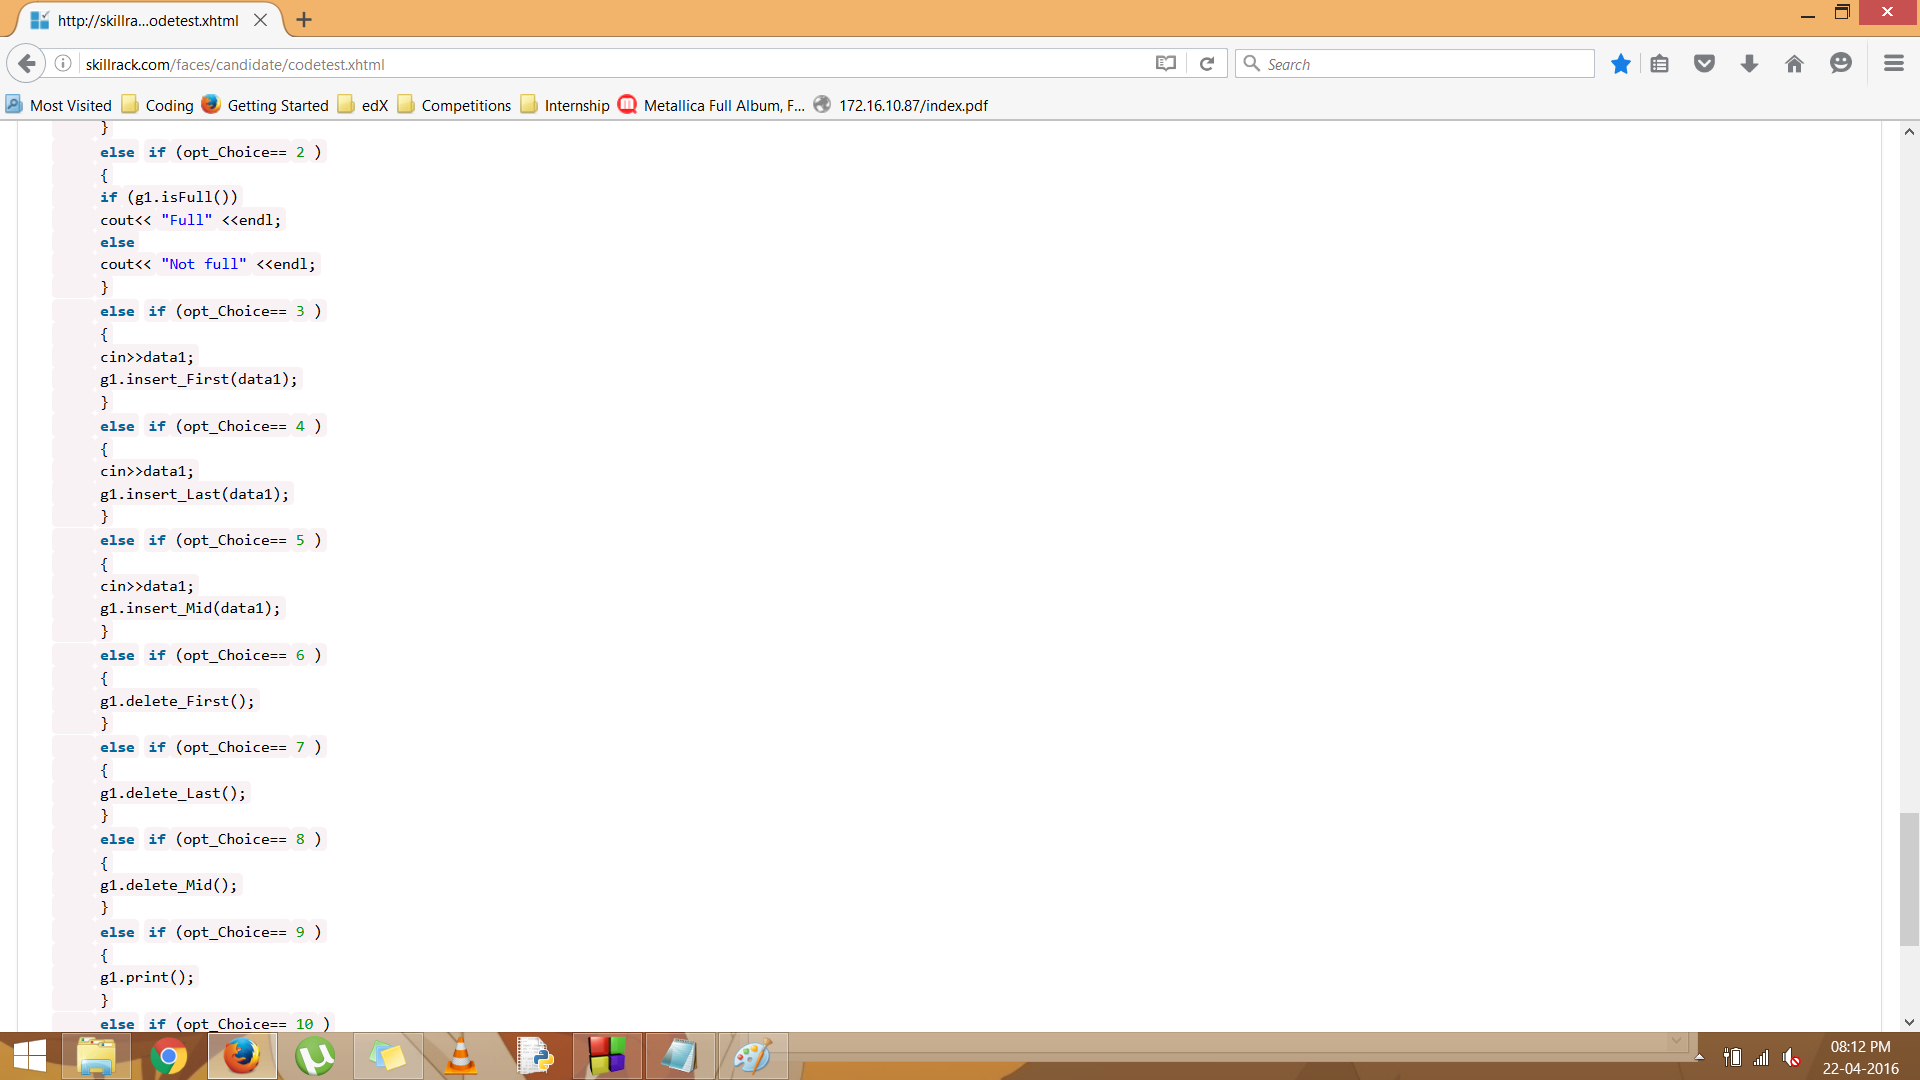 http://skillra...odetest.xhtml
skillrack.com/faces/candidate/codetest.xhtml
Search
Most Visited Coding Getting Started edX Competitions Internship Metallica Full Album, F... 172.16.10.87/index.pdf
}
else if (opt_Choice== 2 )
{
if (g1.isFull())
cout<< "Full" <<endl;
else
cout<< "Not full" <<endl;
}
else if (opt_Choice== 3 )
{
cin>>data1;
g1.insert_First(data1);
}
else if (opt_Choice== 4 )
{
cin>>data1;
g1.insert_Last(data1);
}
else if (opt_Choice== 5 )
{
cin>>data1;
g1.insert_Mid(data1);
}
else if (opt_Choice== 6 )
{
g1.delete_First();
}
else if (opt_Choice== 7 )
{
g1.delete_Last();
}
else if (opt_Choice== 8 )
{
g1.delete_Mid();
}
else if (opt_Choice== 9 )
{
g1.print();
}
else if (opt_Choice== 10 )
08:12 PM
22-04-2016